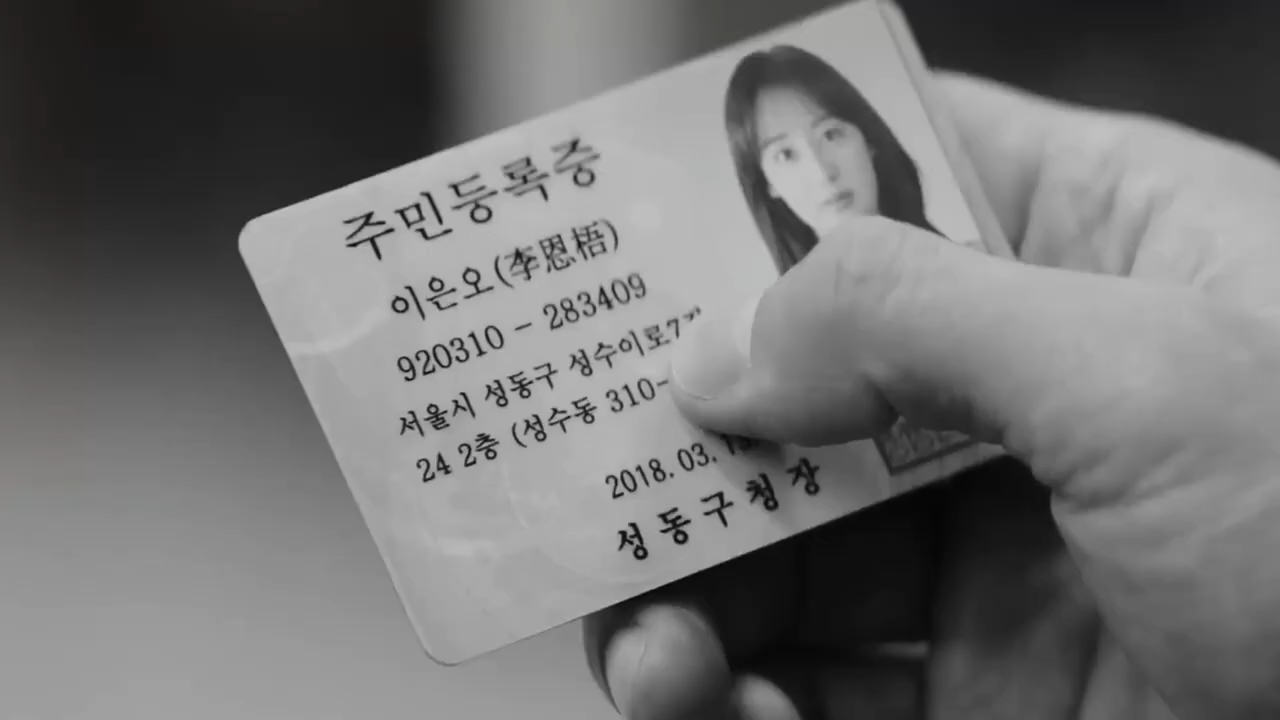 주민등록증
이은오(李恩梧)
920310 - 283409
서울시 성동구 성수이로7
24 2층 (성수동 310-
2018. 03.
성동구청장